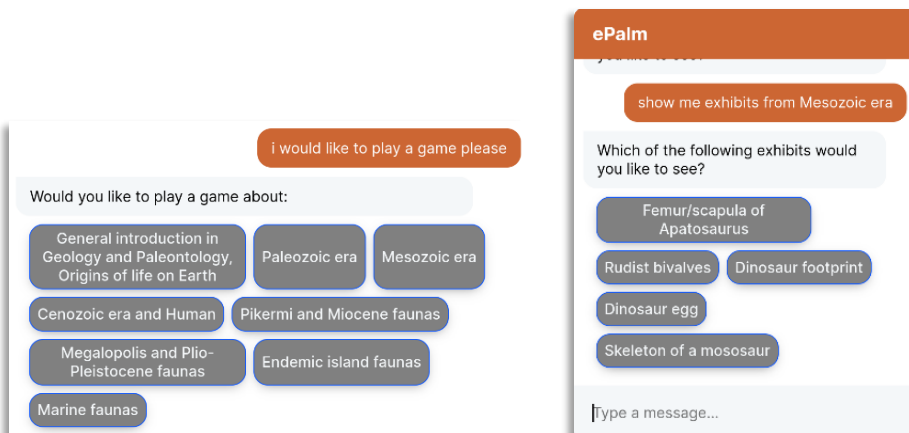 i would like to play a game please
Would you like to play a game about:
General introduction in
Geology and Paleontology,
Origins of life on Earth
Paleozoic era
Mesozoic era
Cenozoic era and Human
Pikermi and Miocene faunas
Megalopolis and Plio-
Pleistocene faunas
Endemic island faunas
Marine faunas
ePalm
you like to see?
show me exhibits from Mesozoic era
Which of the following exhibits would
you like to see?
Femur/scapula of
Apatosaurus
Rudist bivalves
Dinosaur footprint
Dinosaur egg
Skeleton of a mososaur
Type a message...